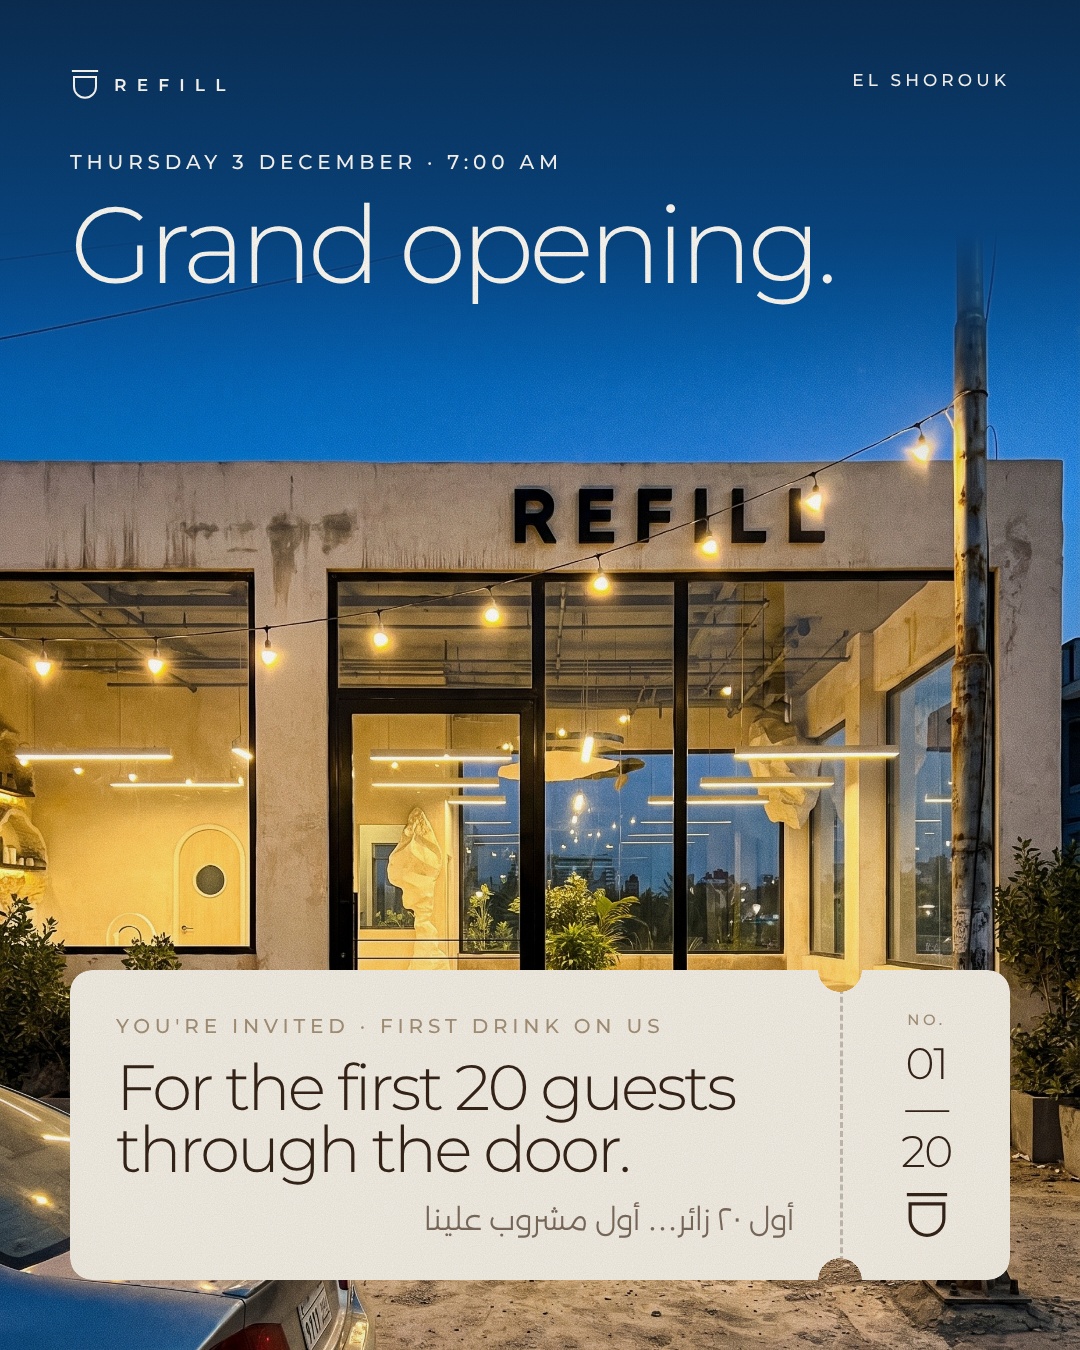 REFILL
EL SHOROUK
THURSDAY 3 DECEMBER · 7:00 AM
Grand opening.
REFILL
YOU'RE INVITED · FIRST DRINK ON US
For the first 20 guests
through the door.
أول ٢٠ زائر... أول مشروب علينا
NO.
01
—
20